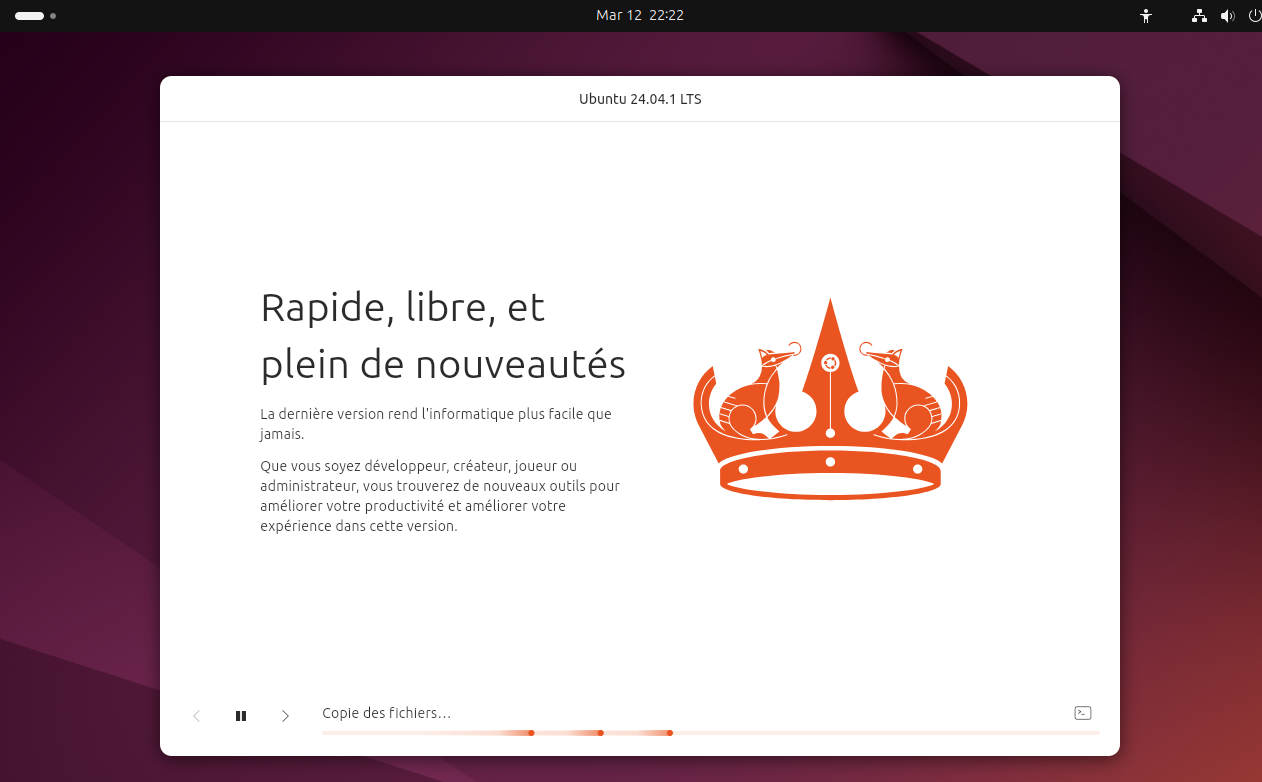 Mar 12 22:22
Ubuntu 24.04.1 LTS
Rapide, libre, et
plein de nouveautés
La dernière version rend l'informatique plus facile que
jamais.
Que vous soyez développeur, créateur, joueur ou
administrateur, vous trouverez de nouveaux outils pour
améliorer votre productivité et améliorer votre
expérience dans cette version.
Copie des fichiers…